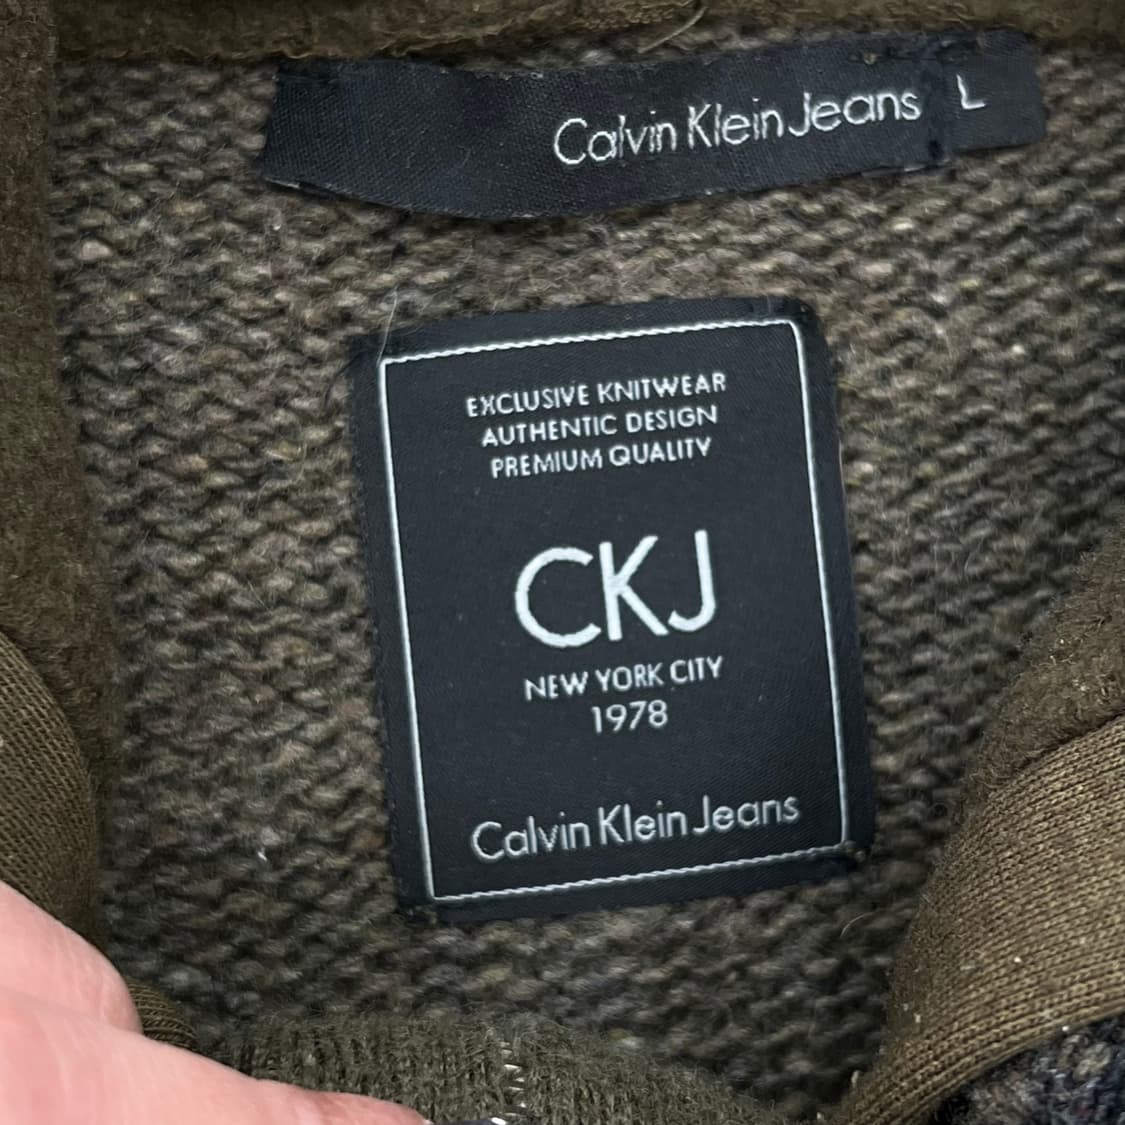 Calvin Klein Jeans L
EXCLUSIVE KNITWEAR
AUTHENTIC DESIGN
PREMIUM QUALITY
CKJ
NEW YORK CITY
1978
Calvin Klein Jeans